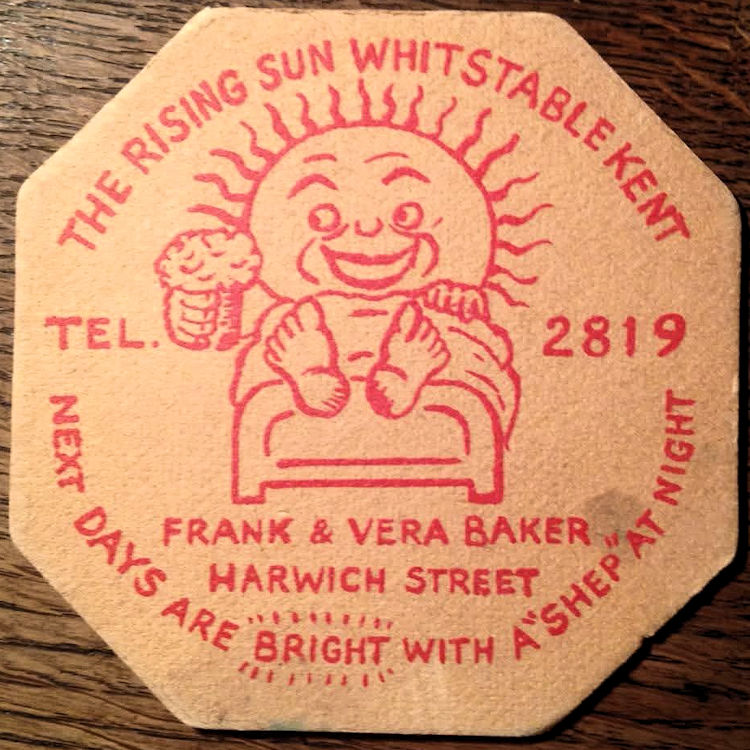 THE RISING SUN WHITSTABLE KENT
TEL. 2819
FRANK & VERA BAKER
HARWICH STREET
NEXT DAYS ARE BRIGHT WITH A "SHEP" AT NIGHT